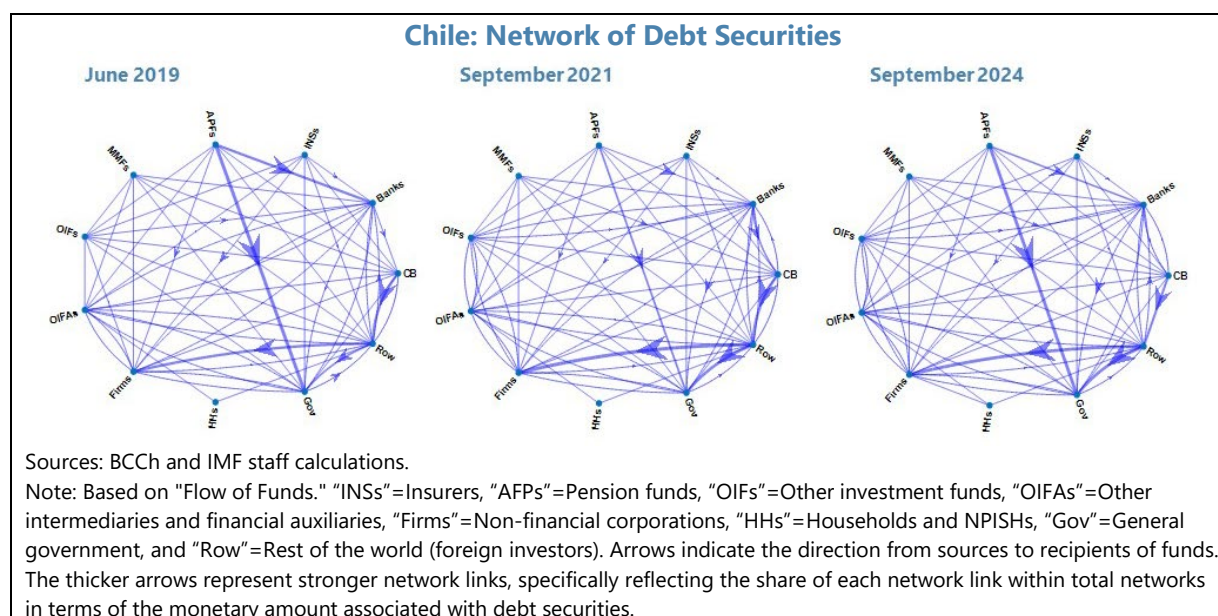 Chile: Network of Debt Securities
June 2019
September 2021
September 2024
APFs
INSs
MMFs
Banks
OIFs
CB
OIFAs
Row
Firms
Gov
HHs
APFs
INSs
MMFs
Banks
OIFs
CB
OIFAs
Row
Firms
Gov
HHs
APFs
INSs
MMFs
Banks
OIFs
CB
OIFAs
Row
Firms
Gov
HHs
Sources: BCCh and IMF staff calculations.
Note: Based on "Flow of Funds." “INSs”=Insurers, “AFPs”=Pension funds, “OIFs”=Other investment funds, “OIFAs”=Other
intermediaries and financial auxiliaries, “Firms”=Non-financial corporations, “HHs”=Households and NPISHs, “Gov”=General
government, and “Row”=Rest of the world (foreign investors). Arrows indicate the direction from sources to recipients of funds.
The thicker arrows represent stronger network links, specifically reflecting the share of each network link within total networks
in terms of the monetary amount associated with debt securities.